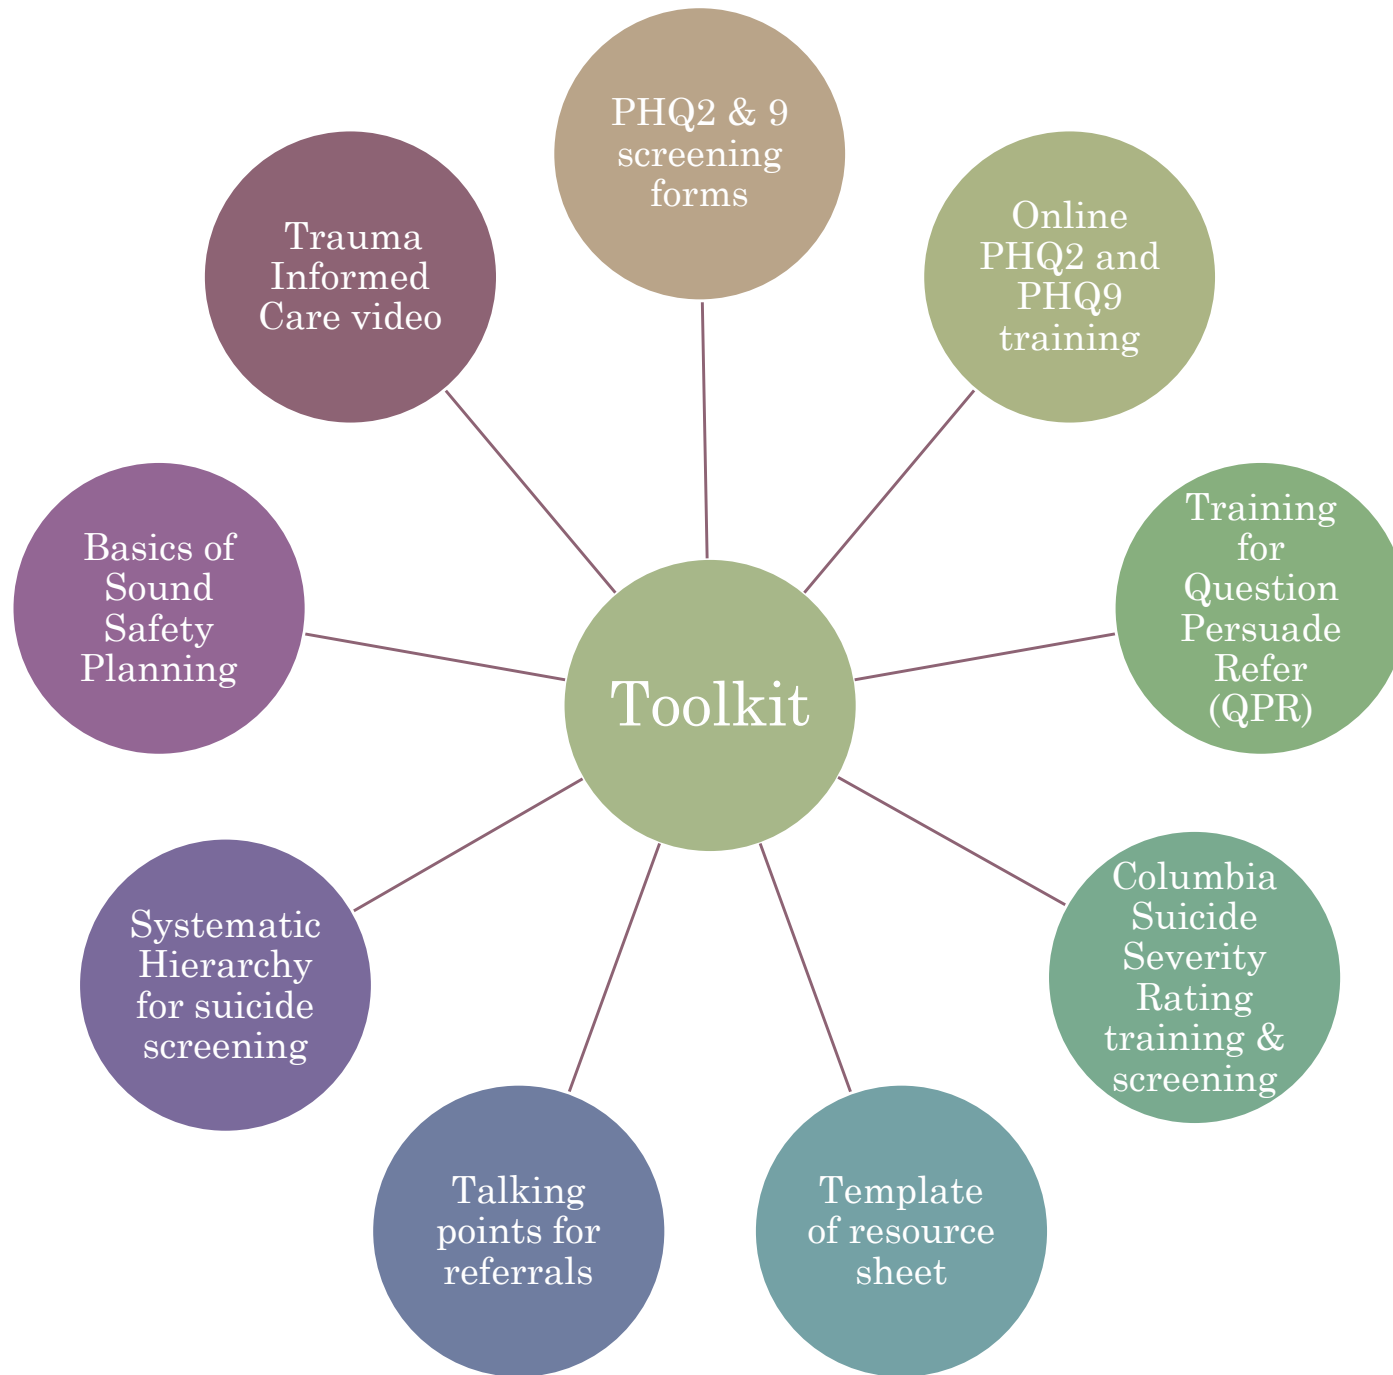 PHQ2 & 9
screening
forms
Online
PHQ2 and
PHQ9
training
Training
for
Question
Persuade
Refer
(QPR)
Columbia
Suicide
Severity
Rating
training &
screening
Template
of resource
sheet
Talking
points for
referrals
Systematic
Hierarchy
for suicide
screening
Basics of
Sound
Safety
Planning
Trauma
Informed
Care video
Toolkit